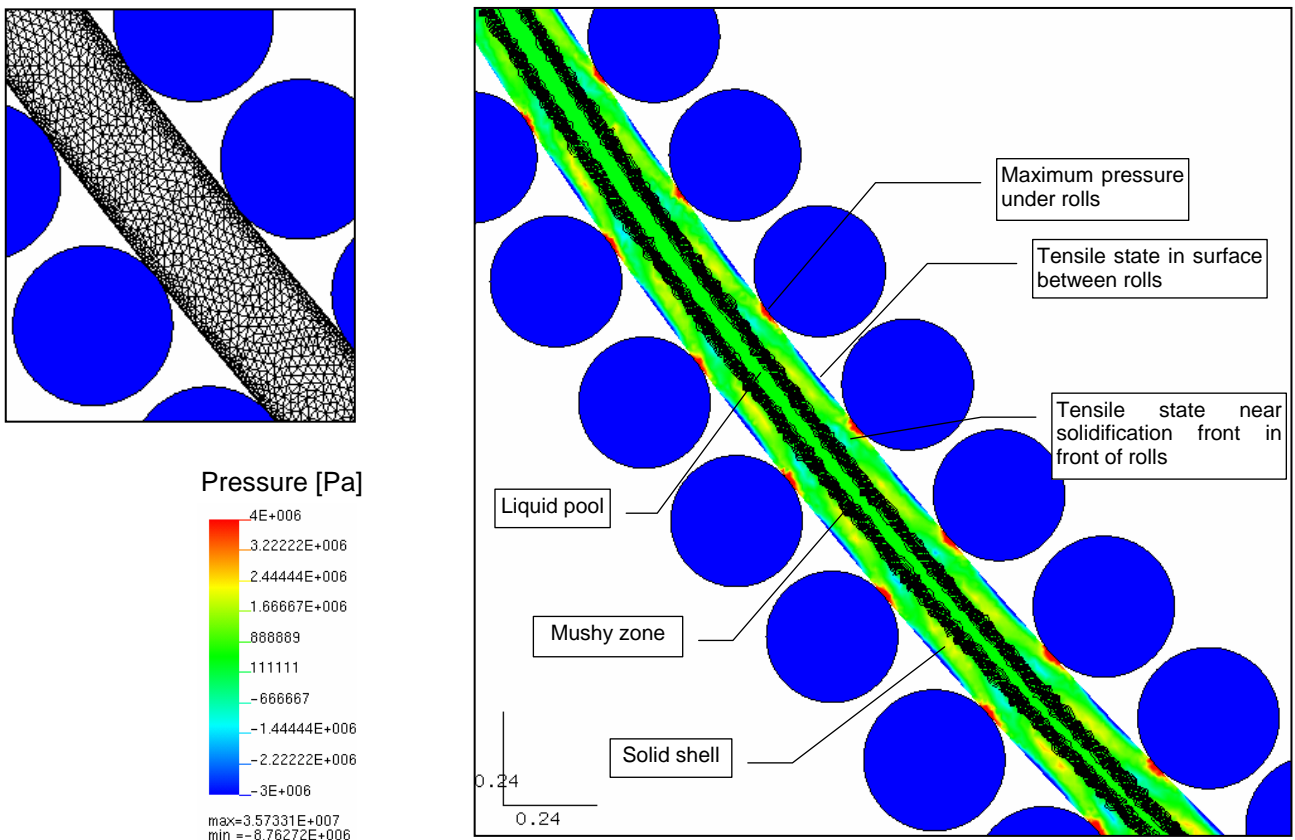 Pressure [Pa]
4E+006
3.22222E+006
2.44444E+006
1.66667E+006
888889
111111
-666667
-1.44444E+006
-2.22222E+006
-3E+006
max=3.57331E+007
min =-8.76272E+006
Maximum pressure
under rolls
Tensile state in surface
between rolls
Tensile state near
solidification front in
front of rolls
Liquid pool
Mushy zone
Solid shell
0.24
0.24